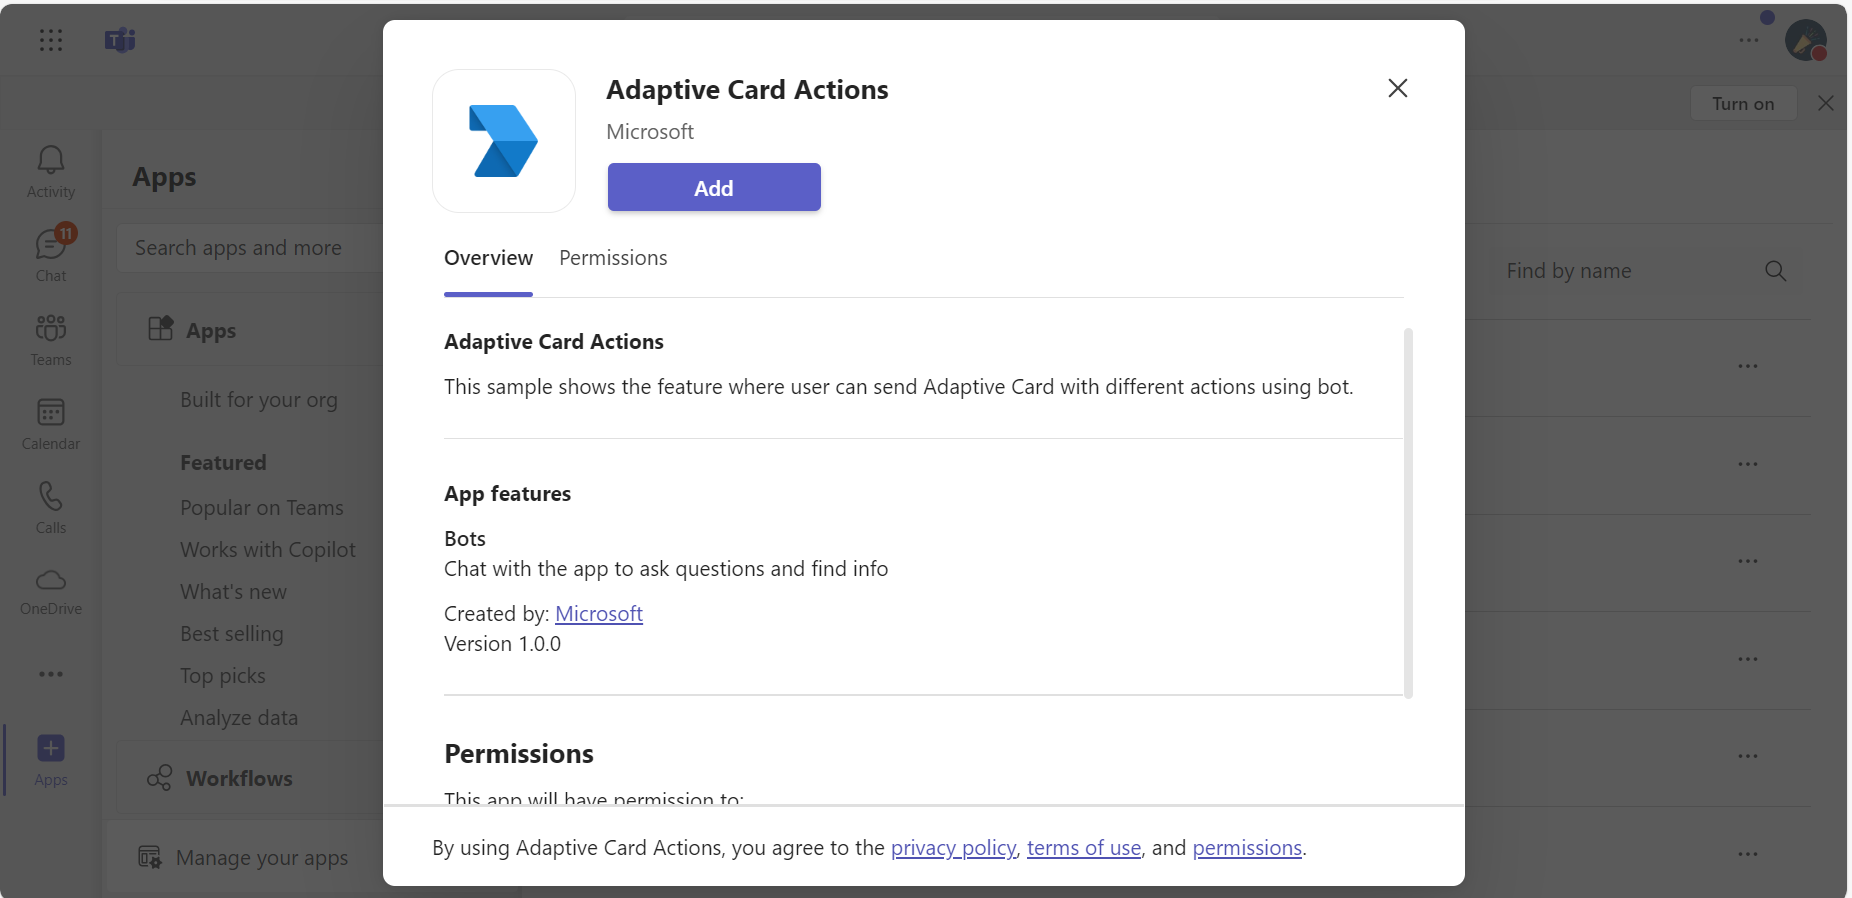 Turn on
Activity
11
Chat
Teams
Calendar
Calls
OneDrive
Apps
Apps
Search apps and more
Apps
Built for your org
Featured
Popular on Teams
Works with Copilot
What's new
Best selling
Top picks
Analyze data
Workflows
Manage your apps
Adaptive Card Actions
Microsoft
Add
Overview Permissions
Adaptive Card Actions
This sample shows the feature where user can send Adaptive Card with different actions using bot.
App features
Bots
Chat with the app to ask questions and find info
Created by: Microsoft
Version 1.0.0
Permissions
This app will have permission to:
By using Adaptive Card Actions, you agree to the privacy policy, terms of use, and permissions.
Find by name